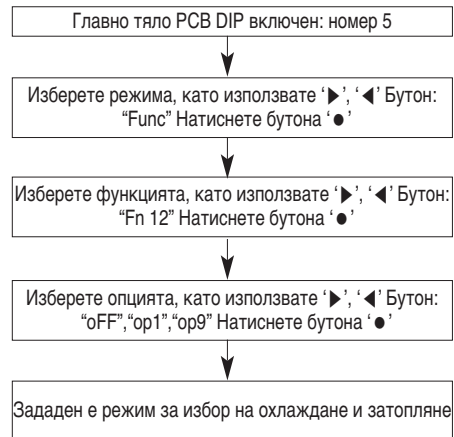 Главно тяло PCB DIP включен: номер 5
Изберете режима, като използвате ‘▶’, ‘◀’ Бутон:
“Func” Натиснете бутона ‘●’
Изберете функцията, като използвате ‘▶’, ‘◀’ Бутон:
“Fn 12” Натиснете бутона ‘●’
Изберете опцията, като използвате ‘▶’, ‘◀’ Бутон:
“oFF”,“op1”,“op9” Натиснете бутона ‘●’
Зададен е режим за избор на охлаждане и затопляне